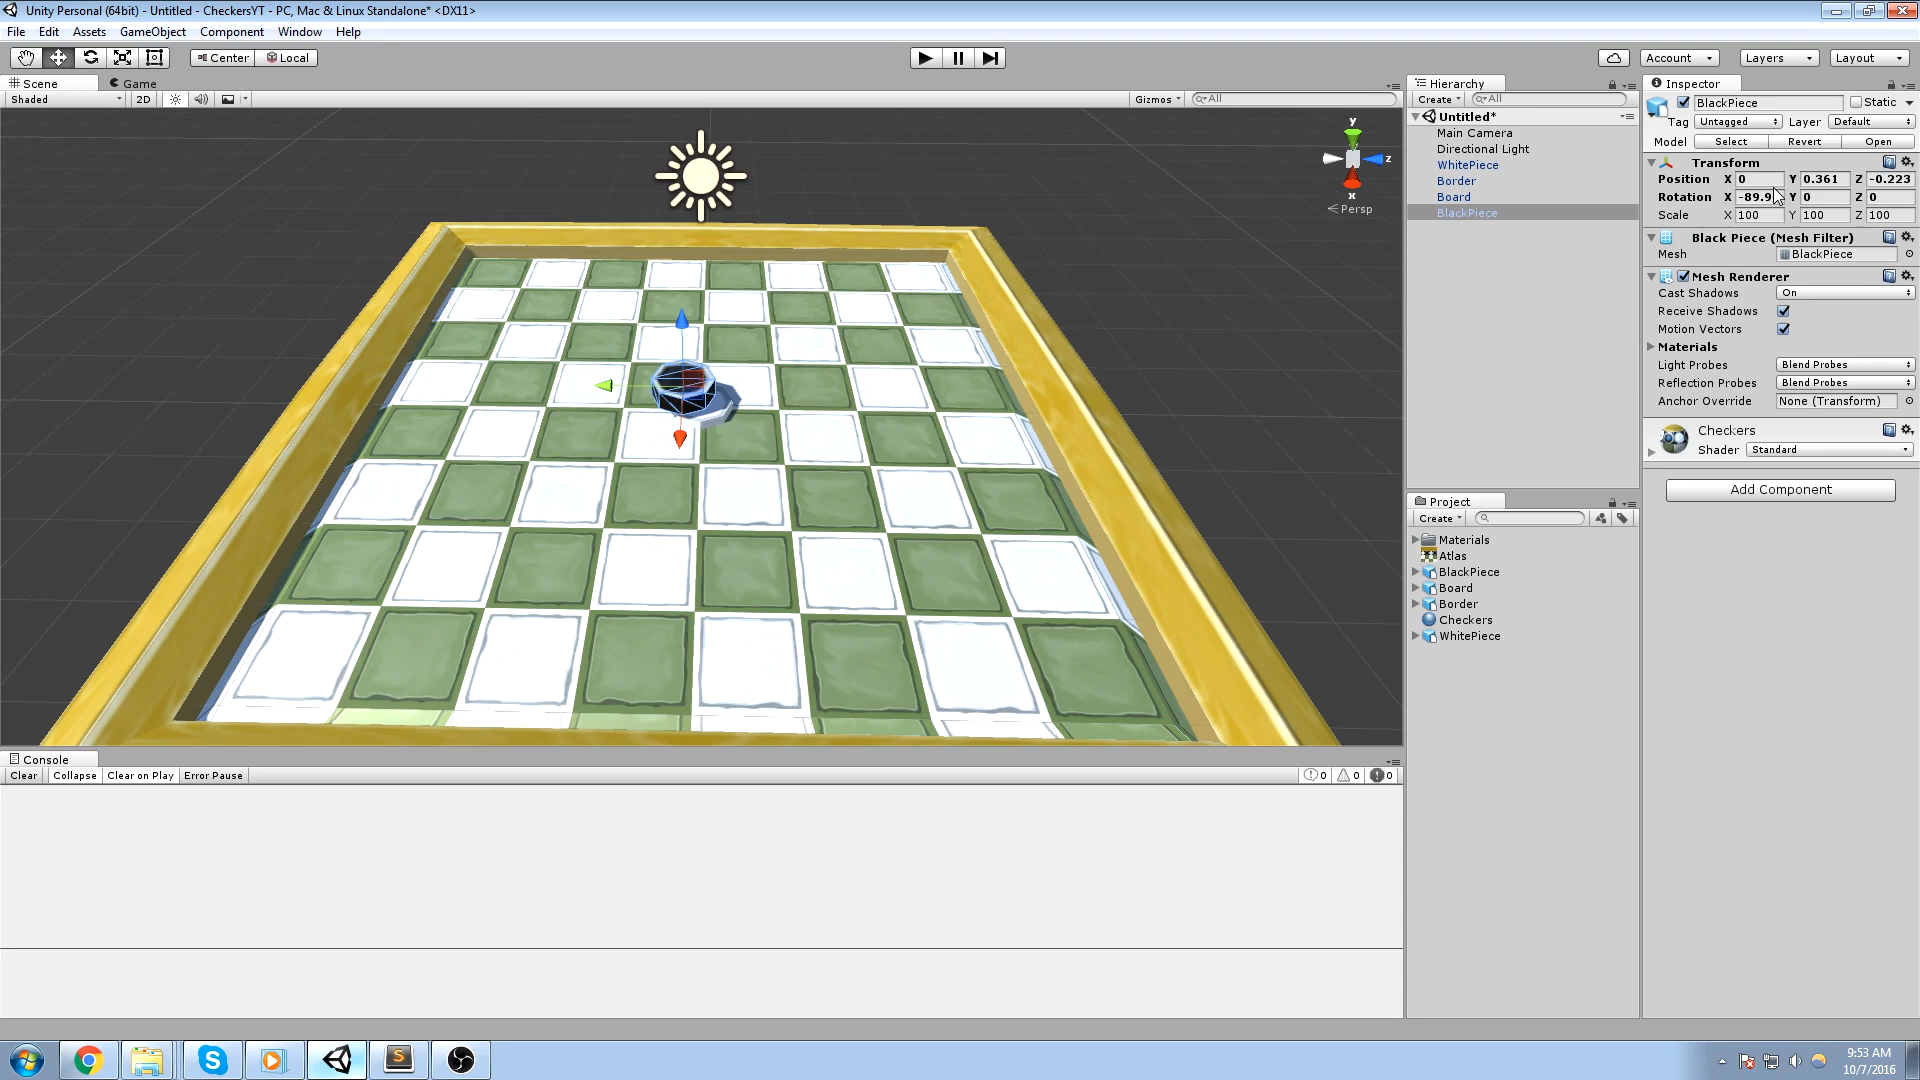 Unity Personal (64bit) - Untitled - CheckersYT - PC, Mac & Linux Standalone* <DX11>
File Edit Assets GameObject Component Window Help
Center Local Account Layers Layout
Scene Game
Shaded 2D Gizmos All
y
z
x
Persp
Hierarchy
Create All
Untitled*
Main Camera
Directional Light
WhitePiece
Border
Board
BlackPiece
Project
Create
Materials
Atlas
BlackPiece
Board
Border
Checkers
WhitePiece
Inspector
BlackPiece Static
Tag Untagged Layer Default
Model Select Revert Open
Transform
Position X 0 Y 0.361 Z -0.223
Rotation X -89.9 Y 0 Z 0
Scale X 100 Y 100 Z 100
Black Piece (Mesh Filter)
Mesh BlackPiece
Mesh Renderer
Cast Shadows On
Receive Shadows
Motion Vectors
Materials
Light Probes Blend Probes
Reflection Probes Blend Probes
Anchor Override None (Transform)
Checkers
Shader Standard
Add Component
Console
Clear Collapse Clear on Play Error Pause 0 0 0
9:53 AM
10/7/2016